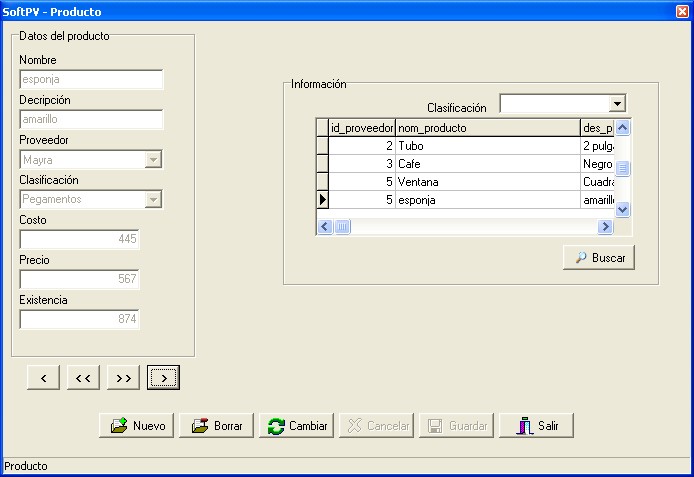 SoftPV - Producto
Datos del producto
Nombre
esponja
Decripción
amarillo
Proveedor
Mayra
Clasificación
Pegamentos
Costo
445
Precio
567
Existencia
874
< << >> >
Información
Clasificación
id_proveedor nom_producto des_p
2 Tubo 2 pulga
3 Cafe Negro
5 Ventana Cuadra
5 esponja amarillo
Buscar
Nuevo Borrar Cambiar Cancelar Guardar Salir
Producto